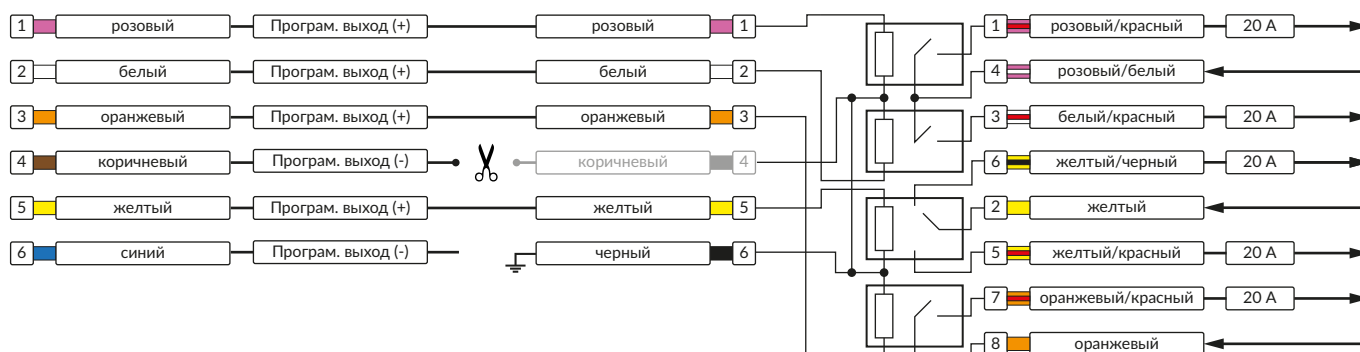 1 розовый Програм. выход (+) розовый 1 1 розовый/красный 20 А
2 белый Програм. выход (+) белый 2 4 розовый/белый
3 оранжевый Програм. выход (+) оранжевый 3 3 белый/красный 20 А
4 коричневый Програм. выход (-) коричневый 4 6 желтый/черный 20 А
5 желтый Програм. выход (+) желтый 5 2 желтый
6 синий Програм. выход (-) черный 6 5 желтый/красный 20 А
7 оранжевый/красный 20 А
8 оранжевый